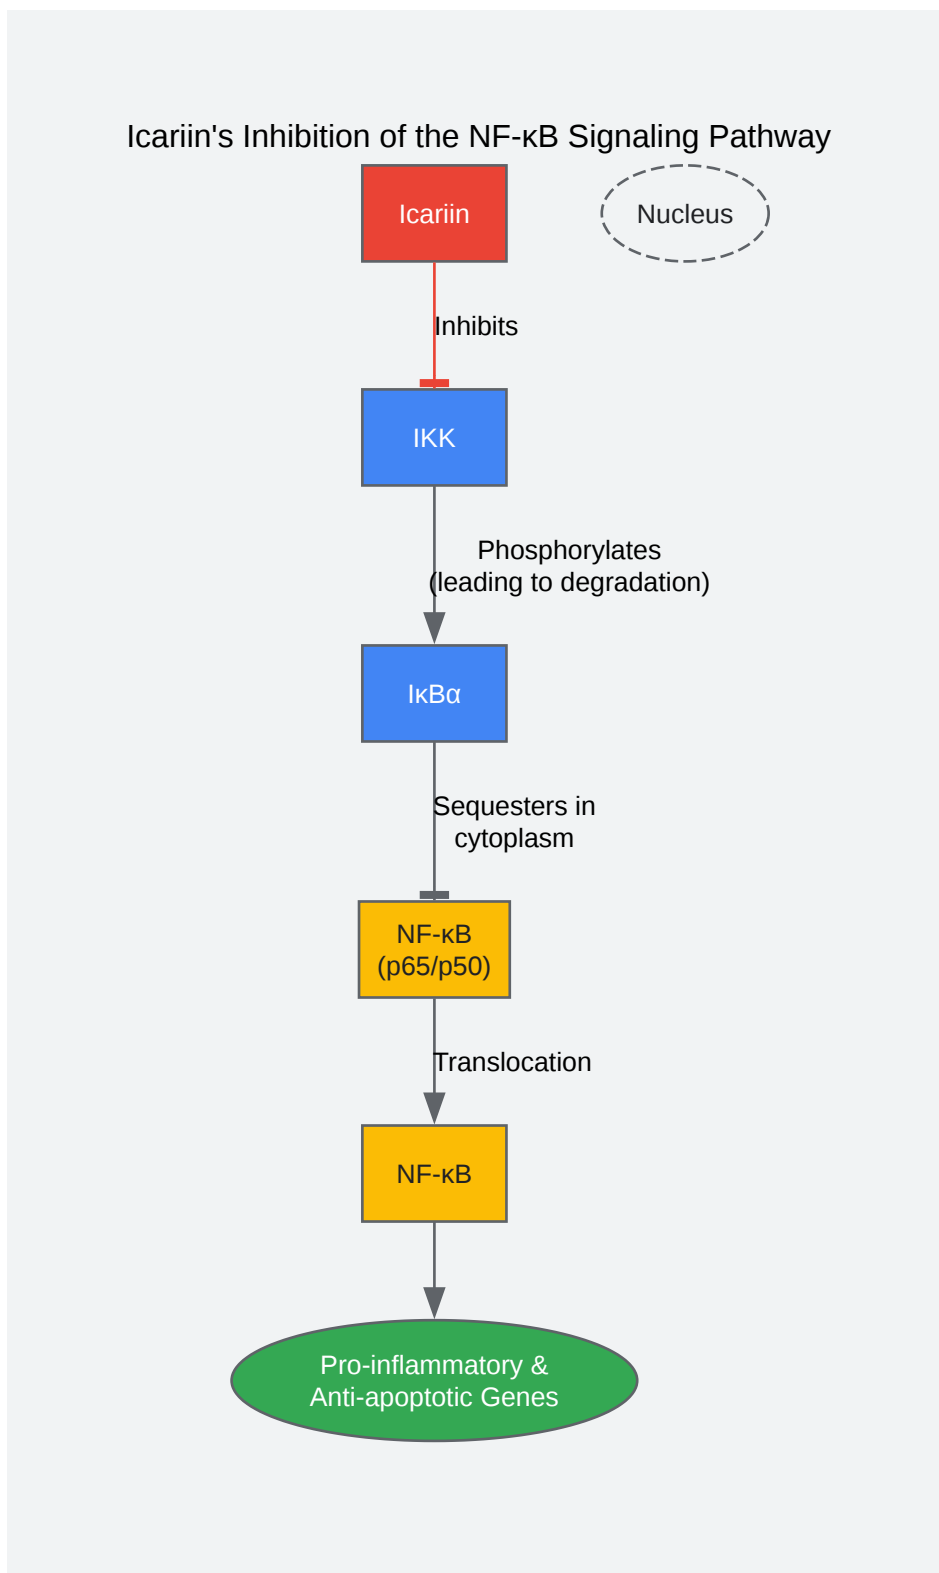 Icariin's Inhibition of the NF-κB Signaling Pathway
Icariin
Nucleus
Inhibits
IKK
Phosphorylates
(leading to degradation)
IκBα
Sequesters in
cytoplasm
NF-κB
(p65/p50)
Translocation
NF-κB
Pro-inflammatory &
Anti-apoptotic Genes